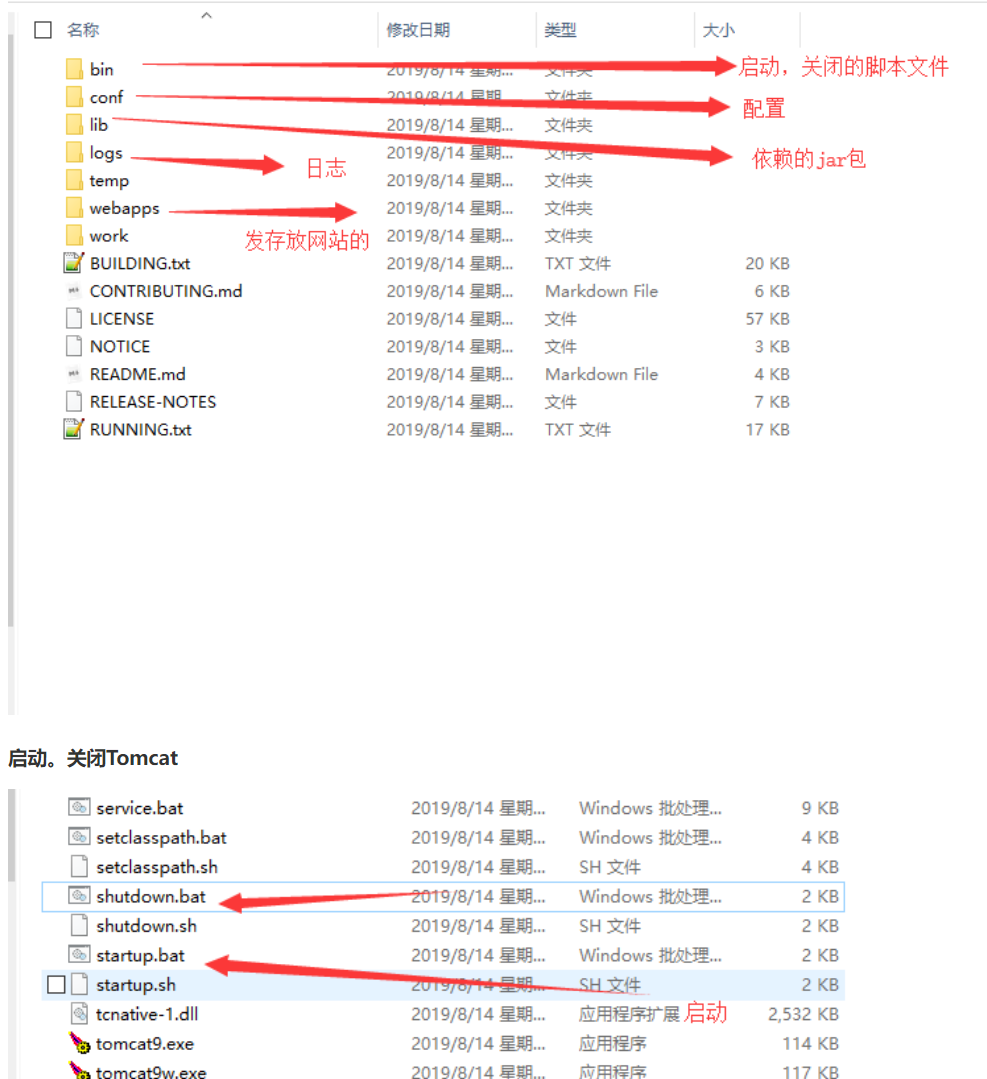 名称 修改日期 类型 大小
bin 2019/8/14 星期... 文件夹 启动，关闭的脚本文件
conf 2019/8/14 星期... 文件夹 配置
lib 2019/8/14 星期... 文件夹
logs 2019/8/14 星期... 文件夹 依赖的jar包
日志
temp 2019/8/14 星期... 文件夹
webapps 2019/8/14 星期... 文件夹
work 2019/8/14 星期... 文件夹
发存放网站的
BUILDING.txt 2019/8/14 星期... TXT 文件 20 KB
CONTRIBUTING.md 2019/8/14 星期... Markdown File 6 KB
LICENSE 2019/8/14 星期... 文件 57 KB
NOTICE 2019/8/14 星期... 文件 3 KB
README.md 2019/8/14 星期... Markdown File 4 KB
RELEASE-NOTES 2019/8/14 星期... 文件 7 KB
RUNNING.txt 2019/8/14 星期... TXT 文件 17 KB
启动。关闭Tomcat
service.bat 2019/8/14 星期... Windows 批处理... 9 KB
setclasspath.bat 2019/8/14 星期... Windows 批处理... 4 KB
setclasspath.sh 2019/8/14 星期... SH 文件 4 KB
shutdown.bat 2019/8/14 星期... Windows 批处理... 2 KB
shutdown.sh 2019/8/14 星期... SH 文件 2 KB
startup.bat 2019/8/14 星期... Windows 批处理... 2 KB
startup.sh 2019/8/14 星期... SH 文件 2 KB
tcnative-1.dll 2019/8/14 星期... 应用程序扩展 启动 2,532 KB
tomcat9.exe 2019/8/14 星期... 应用程序 114 KB
tomcat9w.exe 2019/8/14 星期... 应用程序 117 KB